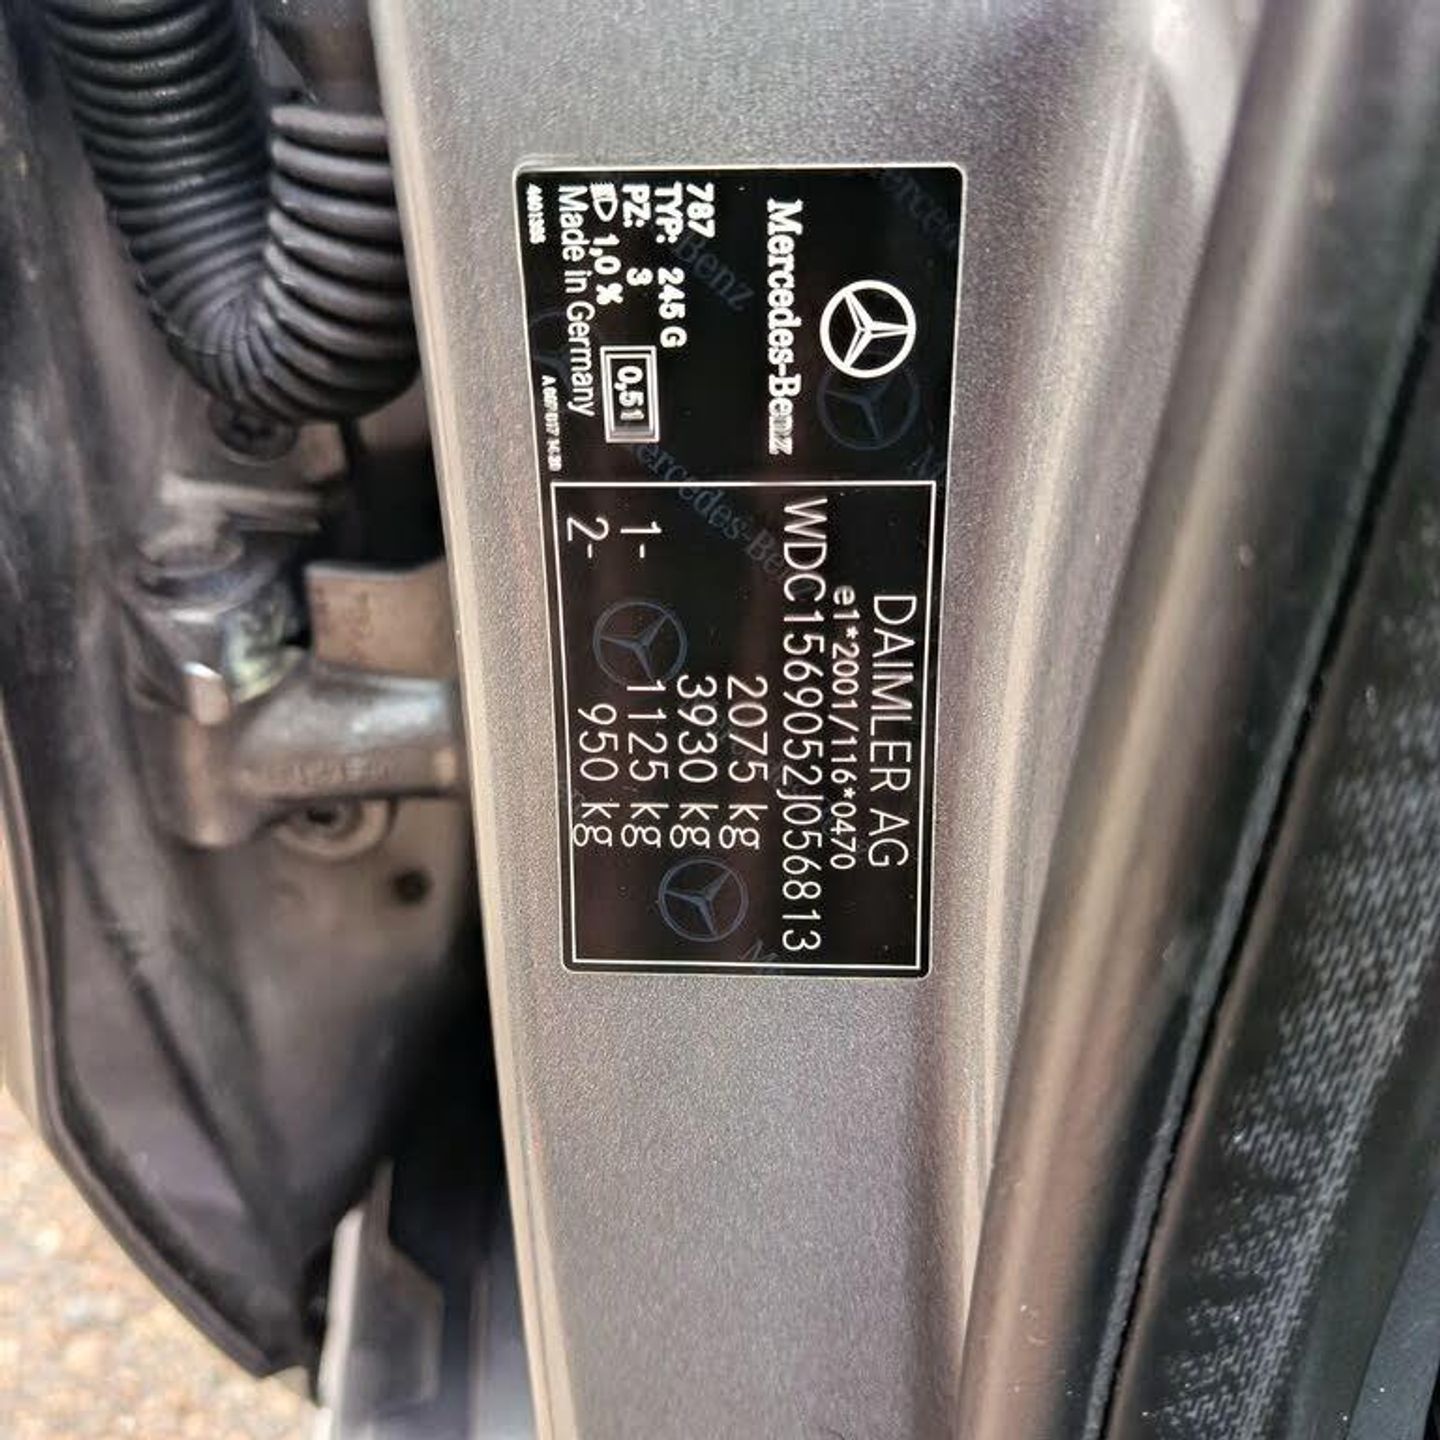 Mercedes-Benz
787
TYP: 245 G
PZ: 3
1,0 %
0,51
Made in Germany
DAIMLER AG
e1*2001/116*0470
WDC1569052J056813
2075 kg
3930 kg
1- 1125 kg
2- 950 kg